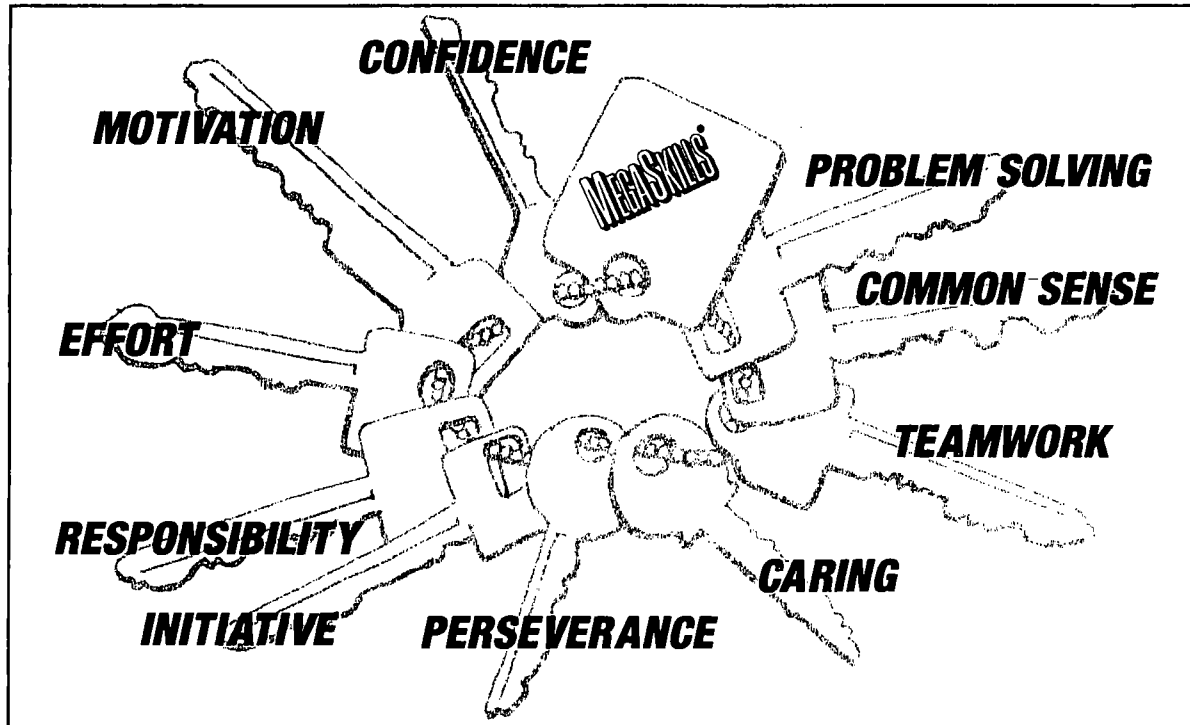 CONFIDENCE
MOTIVATION
MEGASKILLS
PROBLEM SOLVING
COMMON SENSE
EFFORT
TEAMWORK
RESPONSIBILITY
CARING
INITIATIVE
PERSEVERANCE